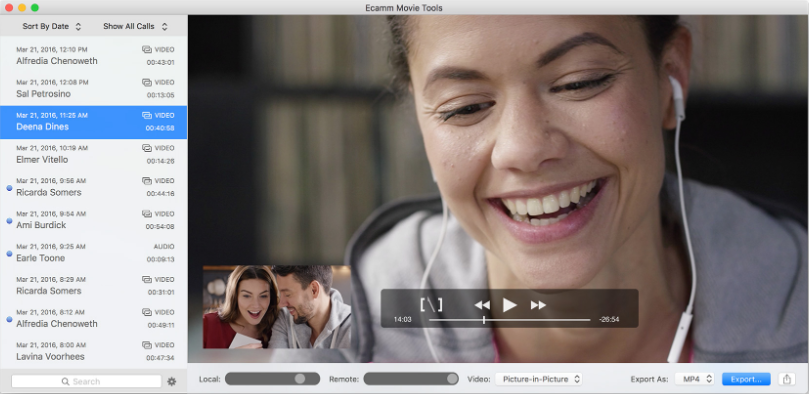 Ecamm Movie Tools
Sort By Date
Show All Calls
Mar 21, 2016, 12:10 PM VIDEO
Alfredia Chenoweth 00:43:01
Mar 21, 2016, 12:08 PM VIDEO
Sal Petrosino 00:13:05
Mar 21, 2016, 11:25 AM VIDEO
Deena Dines 00:40:58
Mar 21, 2016, 10:19 AM VIDEO
Elmer Vitello 00:14:26
Mar 21, 2016, 9:56 AM VIDEO
Ricarda Somers 00:44:16
Mar 21, 2016, 9:54 AM VIDEO
Ami Burdick 00:54:08
Mar 21, 2016, 9:25 AM AUDIO
Earle Toone 00:09:13
Mar 21, 2016, 8:29 AM VIDEO
Ricarda Somers 00:31:01
Mar 21, 2016, 8:12 AM VIDEO
Alfredia Chenoweth 00:49:11
Mar 21, 2016, 8:00 AM VIDEO
Lavina Voorhees 00:47:34
Search
14:03 -26:54
Local: Remote: Video: Picture-in-Picture Export As: MP4 Export...